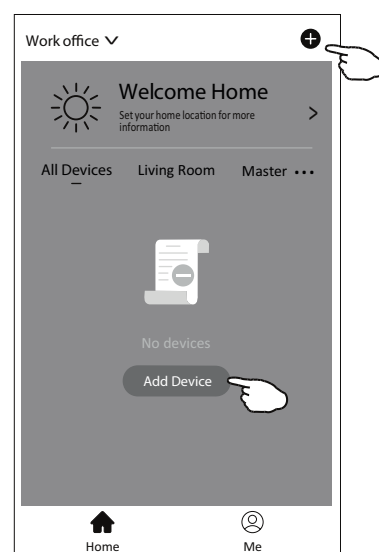 Work office
Welcome Home
Set your home location for more
information
All Devices Living Room Master
No devices
Add Device
Home Me